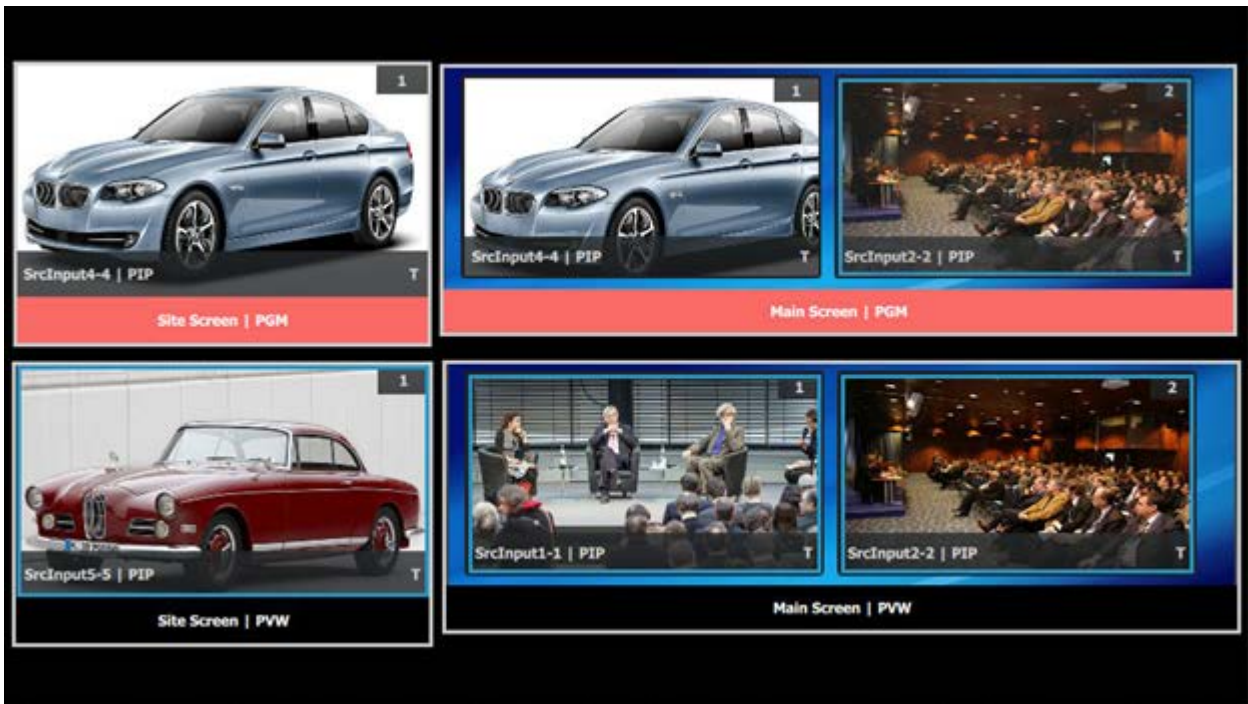 1
SrcInput4-4 | PIP T
Site Screen | PGM
1
SrcInput4-4 | PIP T
2
SrcInput2-2 | PIP T
Main Screen | PGM
1
SrcInput5-5 | PIP T
Site Screen | PVW
1
SrcInput1-1 | PIP T
2
SrcInput2-2 | PIP T
Main Screen | PVW